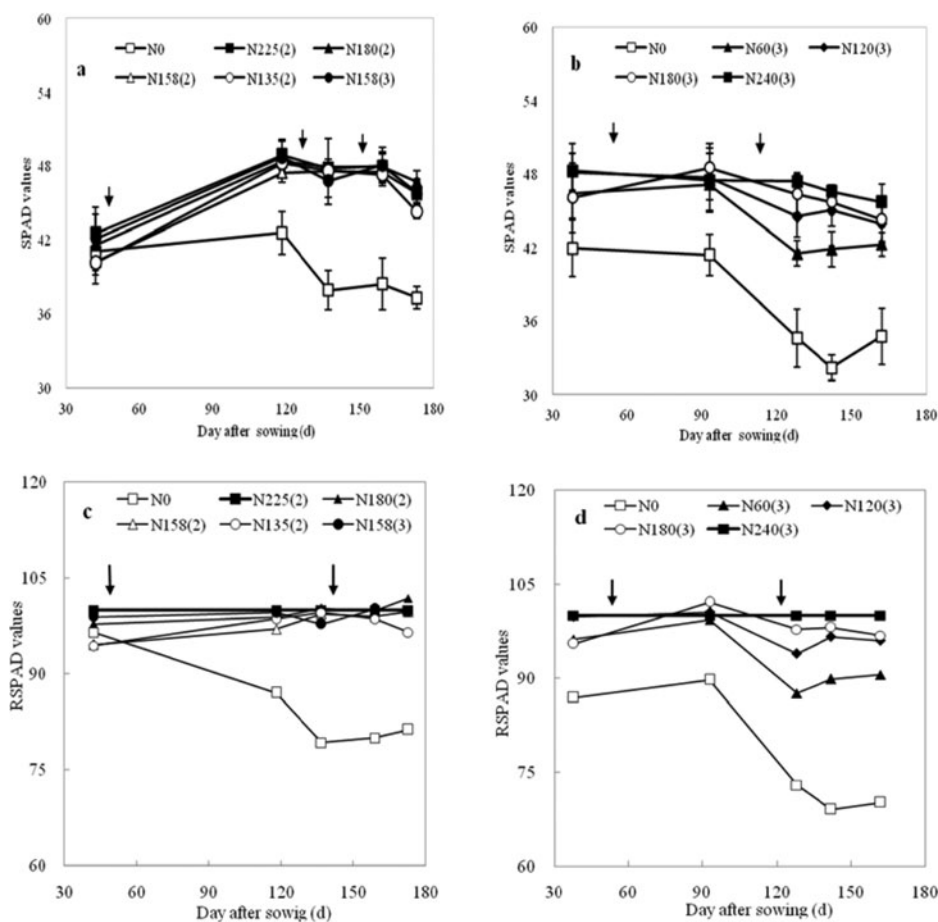 60
54
48
42
36
30
SPAD values
a
N0 N225(2) N180(2)
N158(2) N135(2) N158(3)
30 60 90 120 150 180
Day after sowing (d)
60
54
48
42
36
30
SPAD values
b
N0 N60(3) N120(3)
N180(3) N240(3)
30 60 90 120 150 180
Day after sowing (d)
120
105
90
75
60
RSPAD values
c
N0 N225(2) N180(2)
N158(2) N135(2) N158(3)
30 60 90 120 150 180
Day after sowig (d)
120
105
90
75
60
RSPAD values
d
N0 N60(3) N120(3)
N180(3) N240(3)
30 60 90 120 150 180
Day after sowing (d)